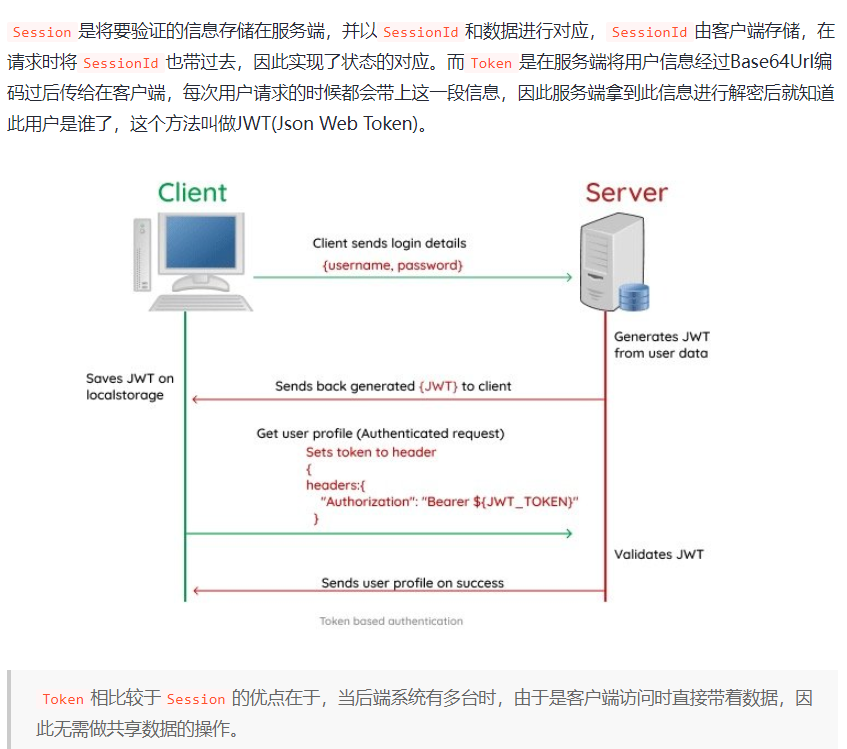 Session 是将要验证的信息存储在服务端，并以 SessionId 和数据进行对应， SessionId 由客户端存储，在
请求时将 SessionId 也带过去，因此实现了状态的对应。而 Token 是在服务端将用户信息经过Base64Url编
码过后传给在客户端，每次用户请求的时候都会带上这一段信息，因此服务端拿到此信息进行解密后就知道
此用户是谁了，这个方法叫做JWT(Json Web Token)。
Client
Server
Client sends login details
{username, password}
Generates JWT
from user data
Saves JWT on
localstorage
Sends back generated {JWT} to client
Get user profile (Authenticated request)
Sets token to header
{
headers:{
"Authorization": "Bearer ${JWT_TOKEN}"
}
Validates JWT
Sends user profile on success
Token based authentication
Token 相比较于 Session 的优点在于，当后端系统有多台时，由于是客户端访问时直接带着数据，因
此无需做共享数据的操作。